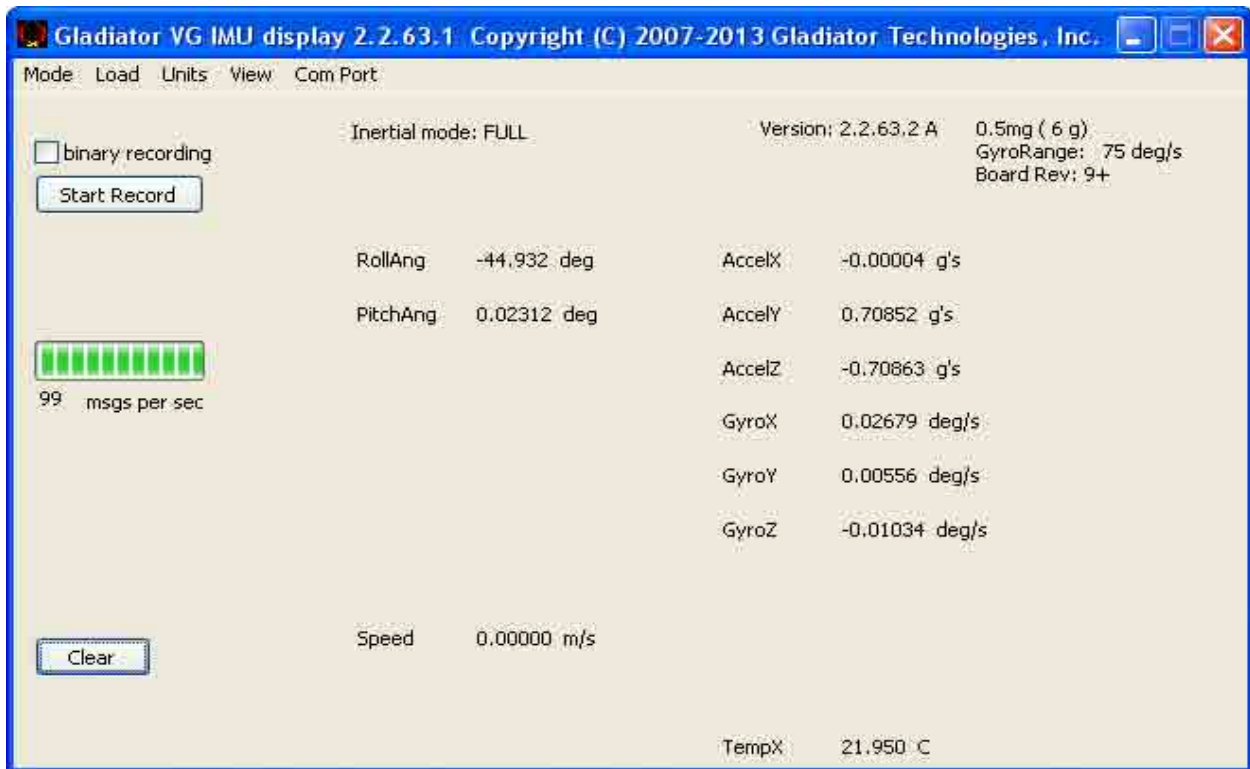 Gladiator VG IMU display 2.2.63.1 Copyright (C) 2007-2013 Gladiator Technologies, Inc.
Mode Load Units View Com Port
Inertial mode: FULL
Version: 2.2.63.2 A
0.5mg ( 6 g)
GyroRange: 75 deg/s
Board Rev: 9+
binary recording
Start Record
RollAng -44.932 deg AccelX -0.00004 g's
PitchAng 0.02312 deg AccelY 0.70852 g's
AccelZ -0.70863 g's
99 msgs per sec
GyroX 0.02679 deg/s
GyroY 0.00556 deg/s
GyroZ -0.01034 deg/s
Speed 0.00000 m/s
Clear
TempX 21.950 C